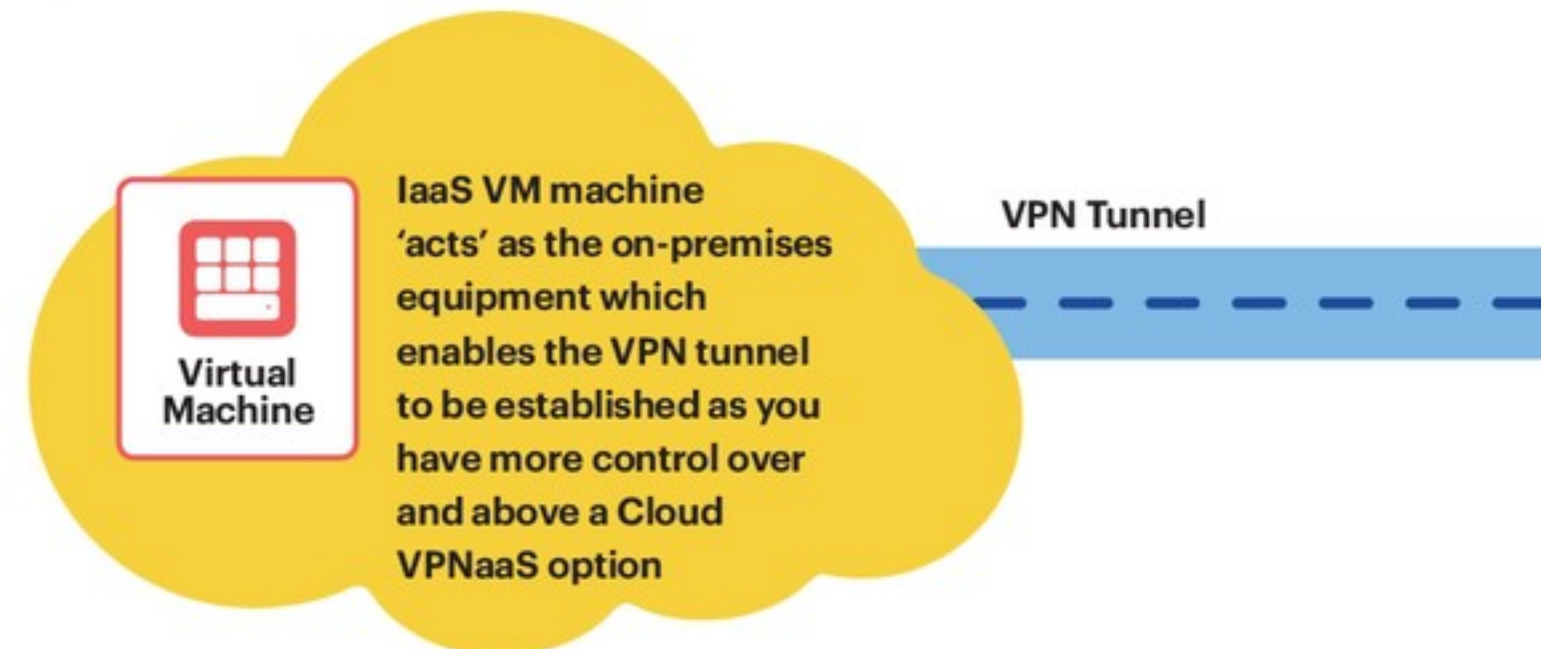 Virtual
Machine
IaaS VM machine
‘acts’ as the on-premises
equipment which
enables the VPN tunnel
to be established as you
have more control over
and above a Cloud
VPNaaS option
VPN Tunnel